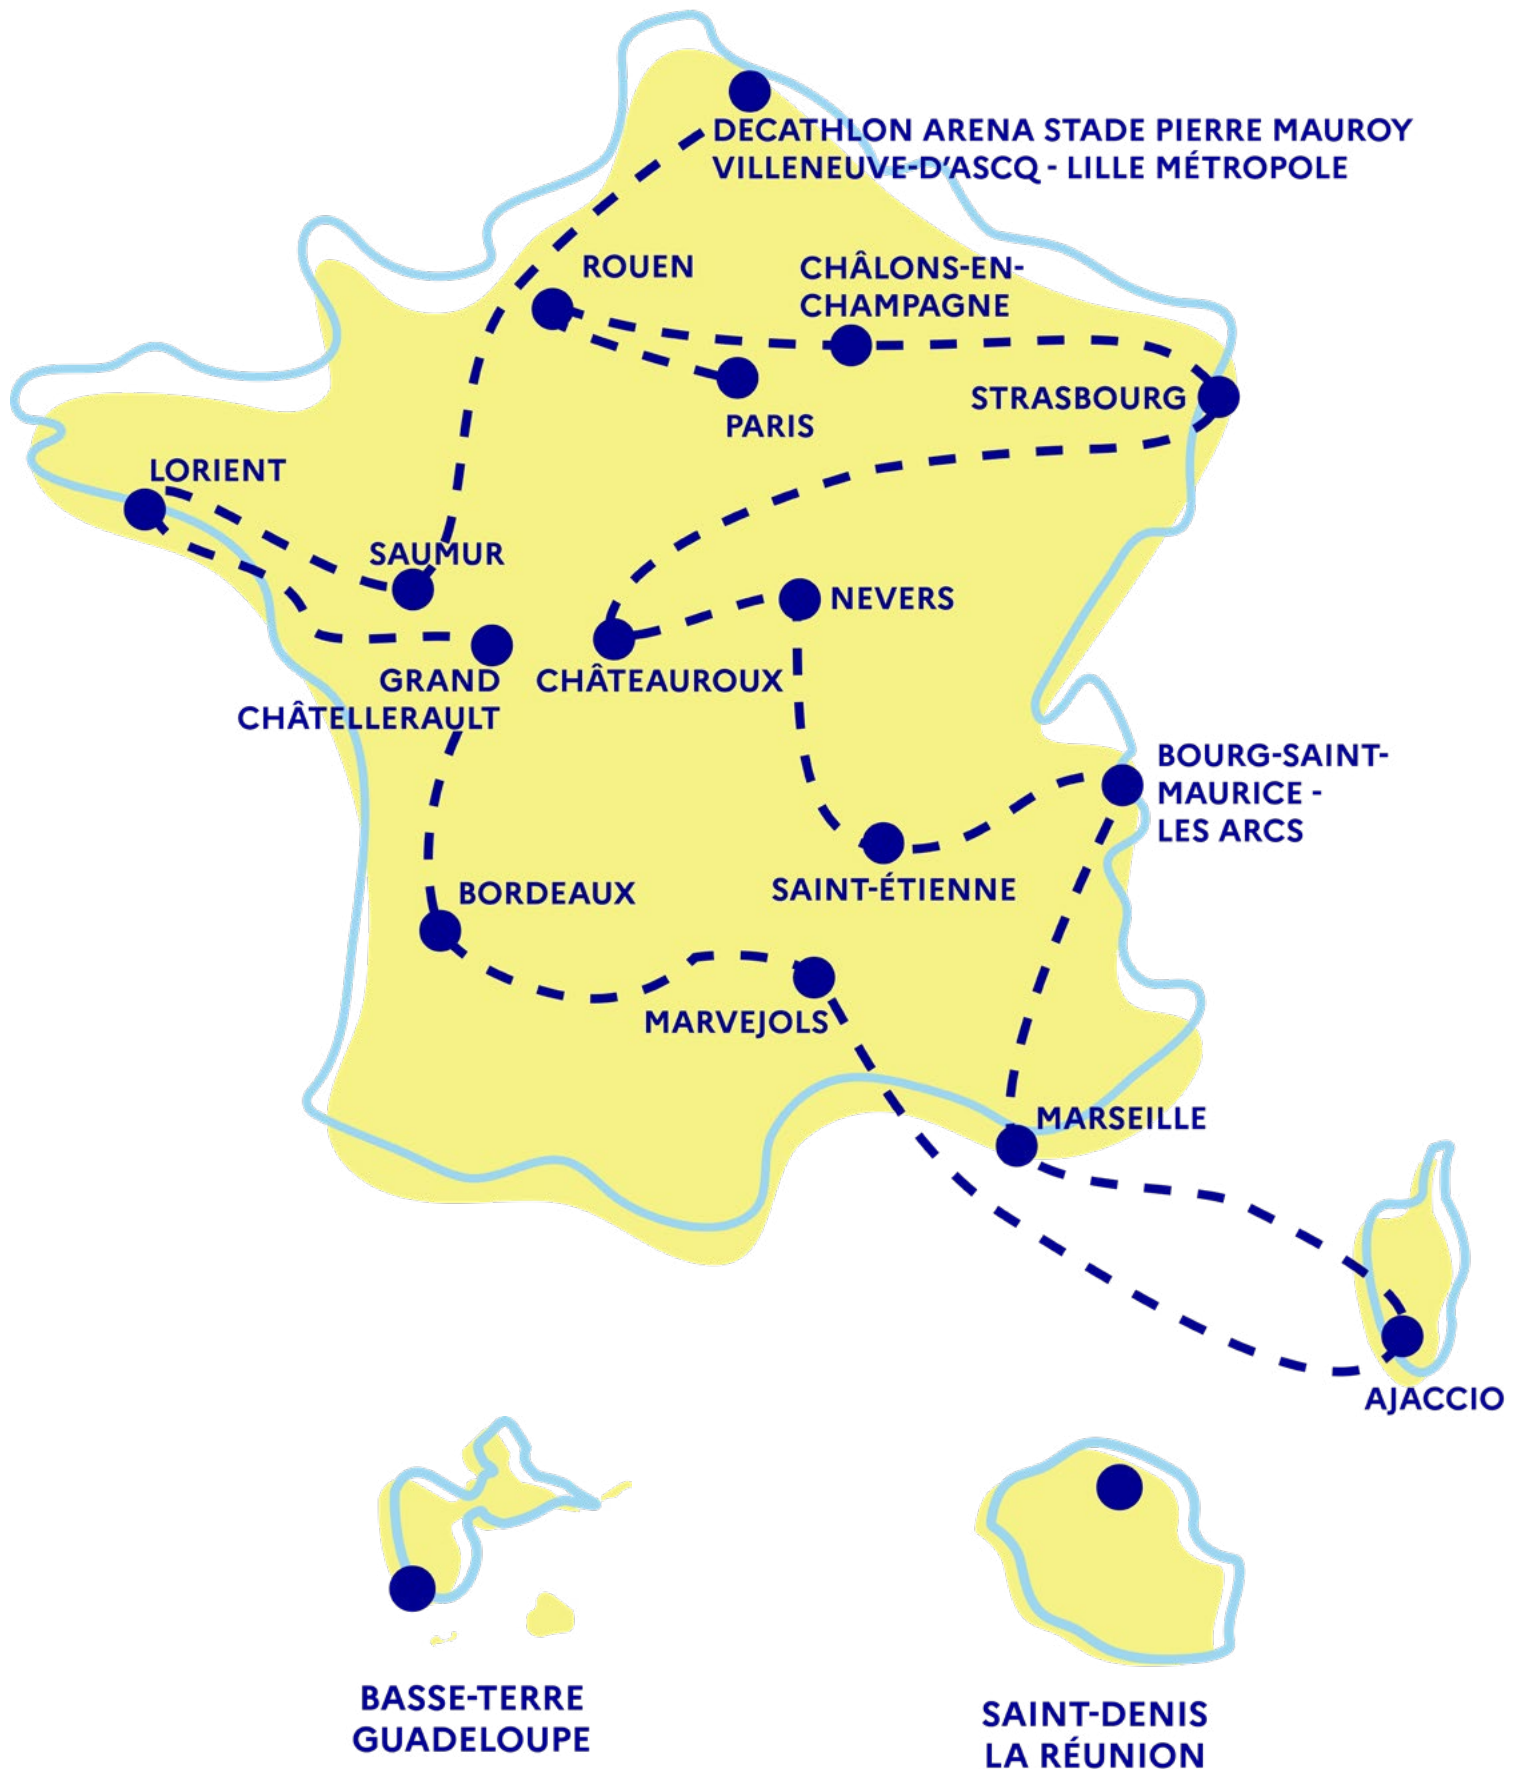 DECATHLON ARENA STADE PIERRE MAUROY
VILLENEUVE-D'ASCQ - LILLE MÉTROPOLE
ROUEN
CHÂLONS-EN-
CHAMPAGNE
STRASBOURG
PARIS
LORIENT
SAUMUR
NEVERS
GRAND
CHÂTELLERAULT
CHÂTEAUROUX
BOURG-SAINT-
MAURICE -
LES ARCS
BORDEAUX
SAINT-ÉTIENNE
MARVEJOLS
MARSEILLE
AJACCIO
BASSE-TERRE
GUADELOUPE
SAINT-DENIS
LA RÉUNION